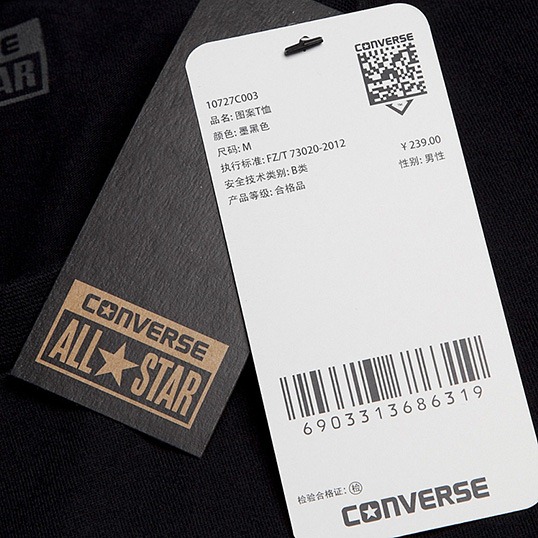 CONVERSE
10727C003
品名: 图案T恤
颜色: 墨黑色
尺码: M
执行标准: FZ/T 73020-2012
安全技术类别: B类
产品等级: 合格品
￥239.00
性别: 男性
6903313686319
检验合格证: 检
CONVERSE
CONVERSE
ALL STAR
STAR